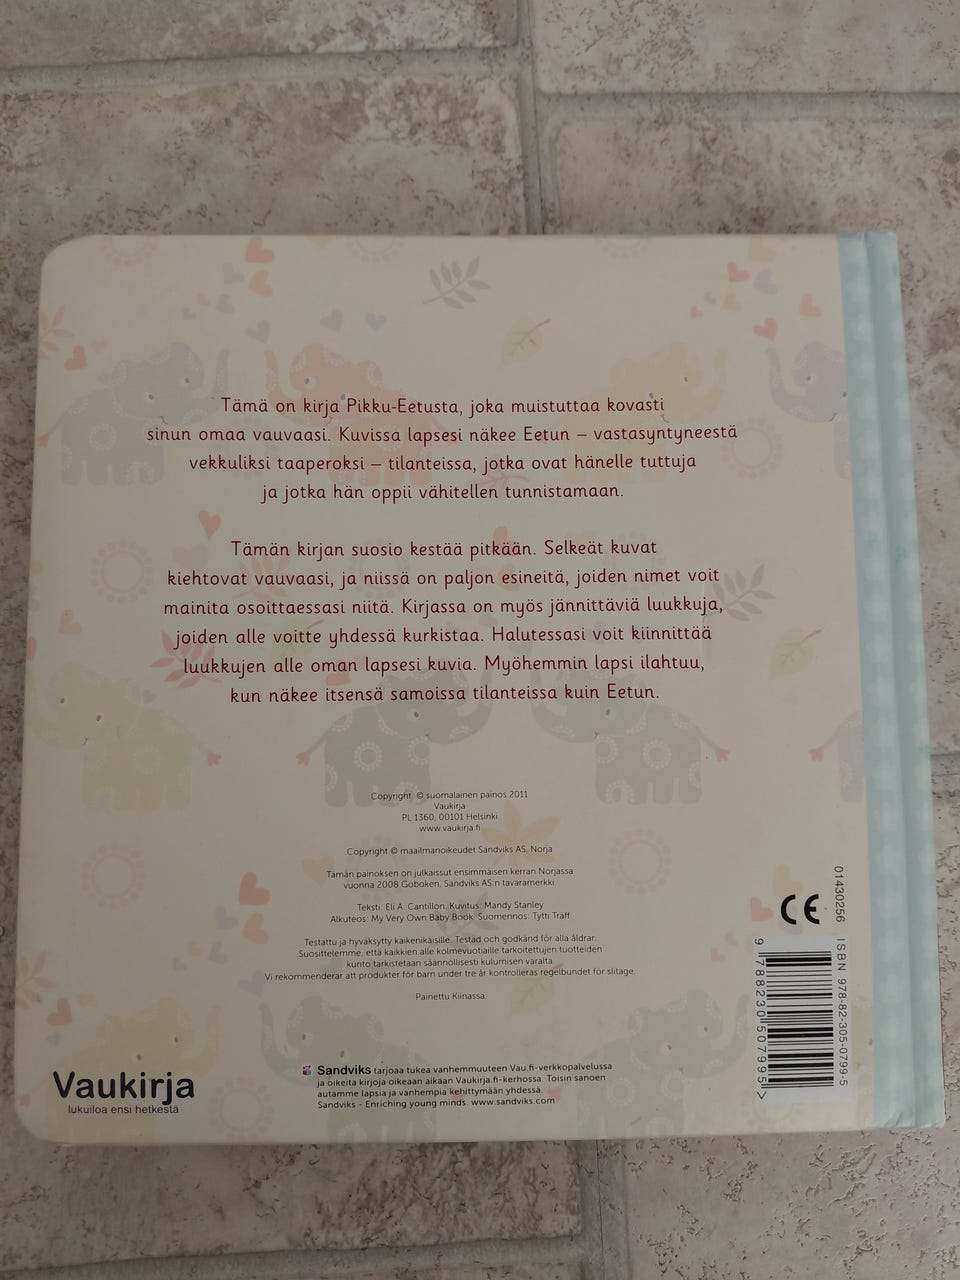 Tämä on kirja Pikku-Eetusta, joka muistuttaa kovasti
sinun omaa vauvaasi. Kuvissa lapsesi näkee Eetun – vastasyntyneestä
vekkuliksi taaperoksi – tilanteissa, jotka ovat hänelle tuttuja
ja jotka hän oppii vähitellen tunnistamaan.
Tämän kirjan suosio kestää pitkään. Selkeät kuvat
kiehtovat vauvaasi, ja niissä on paljon esineitä, joiden nimet voit
mainita osoittaessasi niitä. Kirjassa on myös jännittäviä luukkuja,
joiden alle voitte yhdessä kurkistaa. Halutessasi voit kiinnittää
luukkujen alle oman lapsesi kuvia. Myöhemmin lapsi ilahtuu,
kun näkee itsensä samoissa tilanteissa kuin Eetun.
Copyright © suomalainen painos 2011
Vaukirja
PL 1360, 00101 Helsinki
www.vaukirja.fi
Copyright © maailmanoikeudet Sandviks AS, Norja
Tämän painoksen on julkaissut ensimmäisen kerran Norjassa
vuonna 2008 Goboken, Sandviks AS:n tavaramerkki.
Teksti: Eli A. Cantillon. Kuvitus: Mandy Stanley
Alkuteos: My Very Own Baby Book. Suomennos: Tytti Träff
Testattu ja hyväksytty kaikenikäisille. Testad och godkänd för alla åldrar.
Suosittelemme, että kaikkien alle kolmevuotiaille tarkoitettujen tuotteiden
kunto tarkistetaan säännöllisesti kulumisen varalta.
Vi rekommenderar att produkter för barn under tre år kontrolleras regelbundet för slitage.
Painettu Kiinassa.
Vaukirja
lukuiloa ensi hetkestä
Sandviks tarjoaa tukea vanhemmuuteen Vau.fi-verkkopalvelussa
ja oikeita kirjoja oikeaan aikaan Vaukirja.fi-kerhossa. Toisin sanoen
autamme lapsia ja vanhempia kehittymään yhdessä.
Sandviks - Enriching young minds. www.sandviks.com
CE
01430256
ISBN 978-82-305-0799-5
9 788230 507995 >